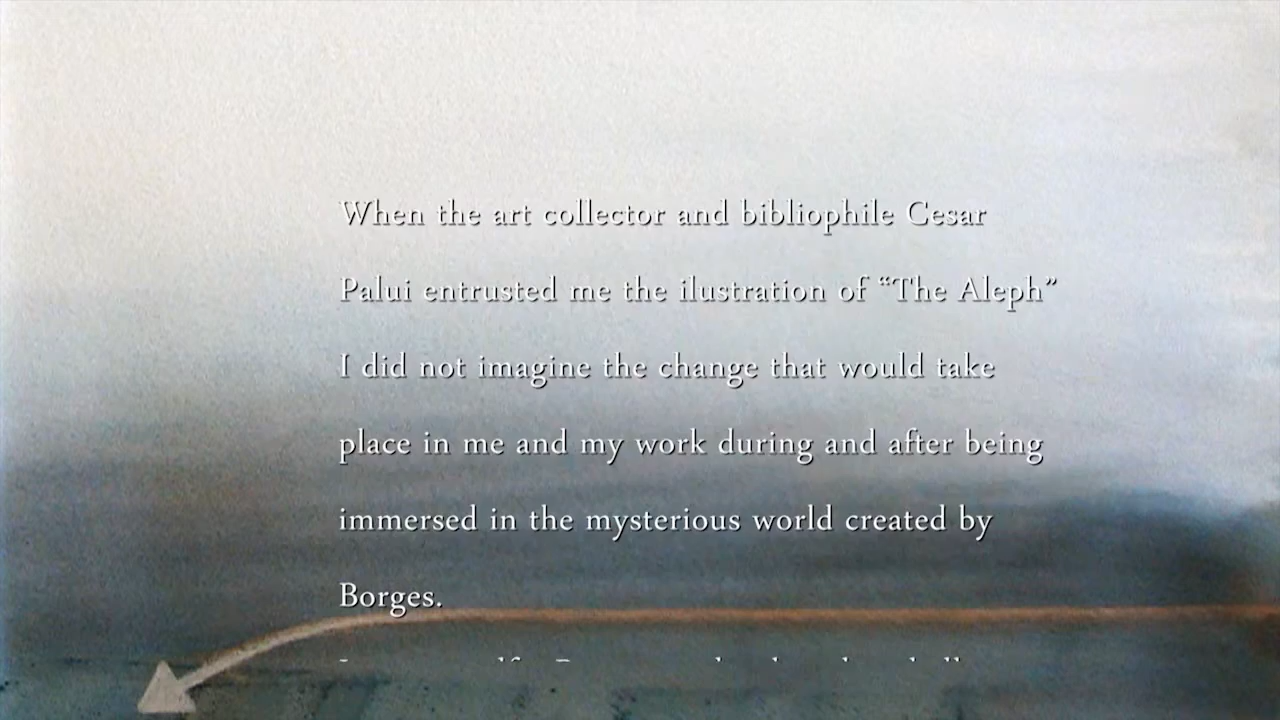 When the art collector and bibliophile Cesar
Palui entrusted me the ilustration of “The Aleph”
I did not imagine the change that would take
place in me and my work during and after being
immersed in the mysterious world created by
Borges.